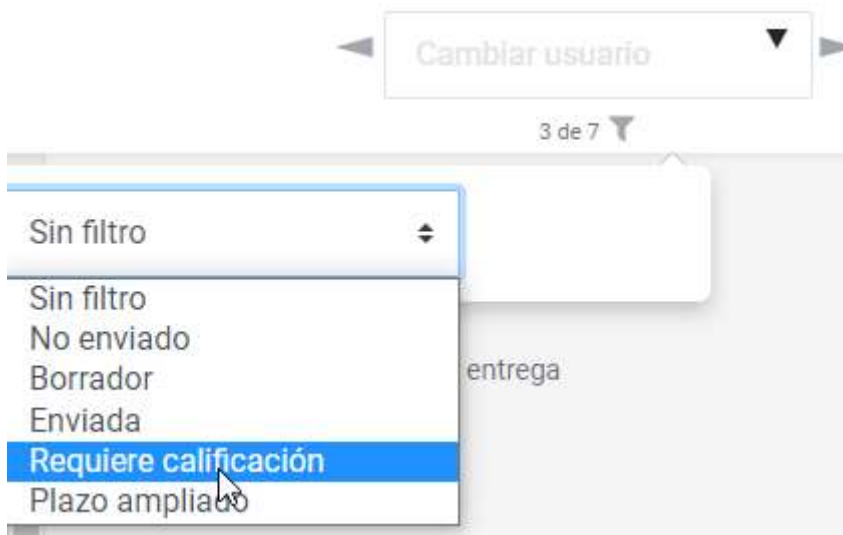 Cambiar usuario
3 de 7
Sin filtro
Sin filtro
No enviado
Borrador
entrega
Enviada
Requiere calificación
Plazo ampliado